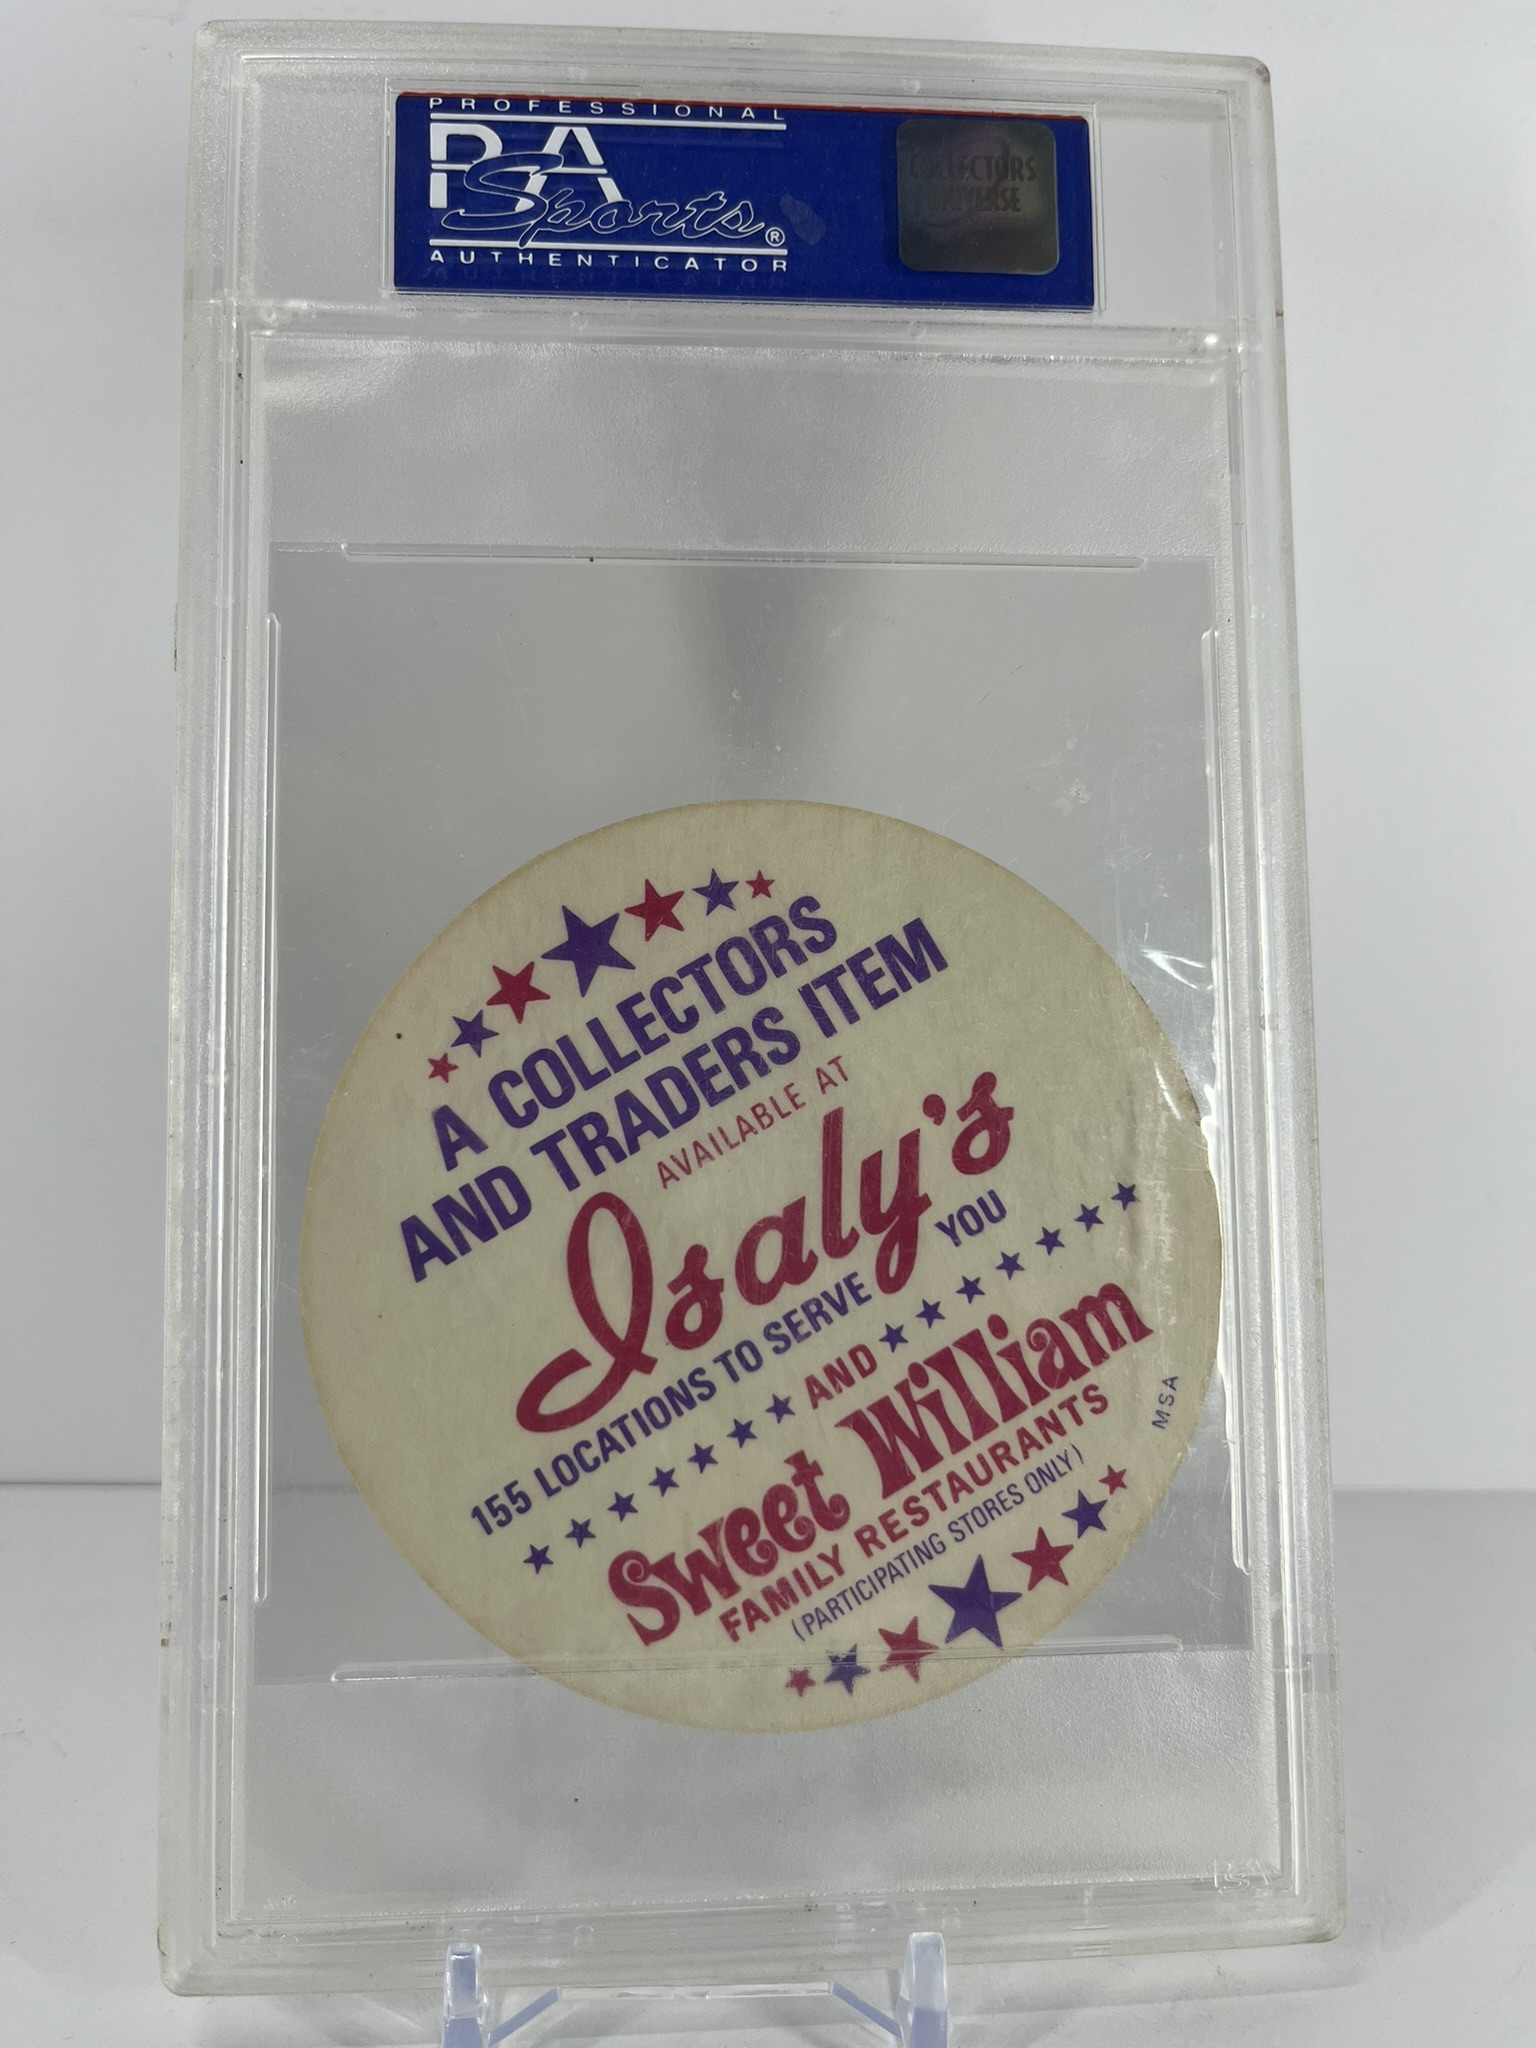 PROFESSIONAL
PSA
Sports®
AUTHENTICATOR
COLLECTORS
UNIVERSE
A COLLECTORS
AND TRADERS ITEM
AVAILABLE AT
Isaly's
155 LOCATIONS TO SERVE YOU
AND
Sweet William
FAMILY RESTAURANTS
(PARTICIPATING STORES ONLY)
MSA
PSA